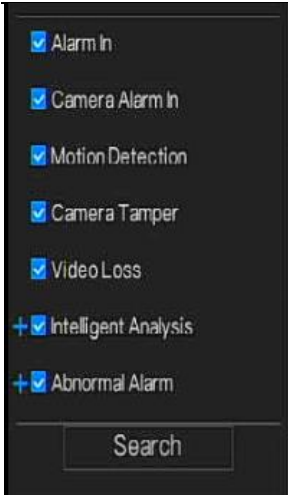 Alarm In
Camera Alarm In
Motion Detection
Camera Tamper
Video Loss
Intelligent Analysis
Abnormal Alarm
Search